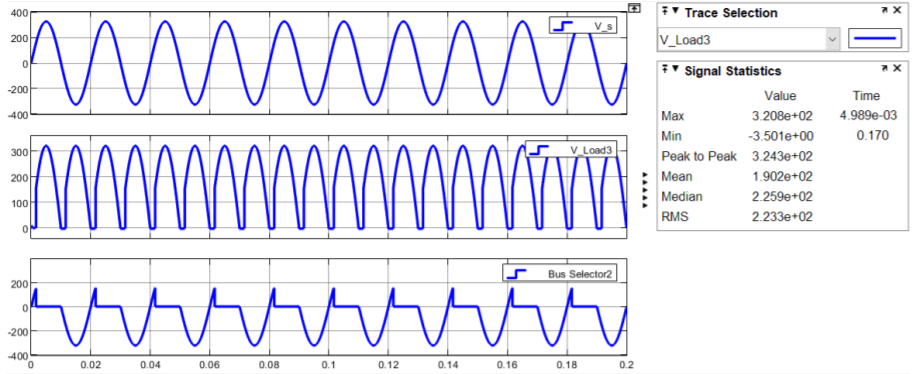 400
200
0
-200
-400
V_s
300
200
100
0
V_Load3
200
0
-200
-400
Bus Selector2
0 0.02 0.04 0.06 0.08 0.1 0.12 0.14 0.16 0.18 0.2
Trace Selection
V_Load3
Signal Statistics
Value Time
Max 3.208e+02 4.989e-03
Min -3.501e+00 0.170
Peak to Peak 3.243e+02
Mean 1.902e+02
Median 2.259e+02
RMS 2.233e+02